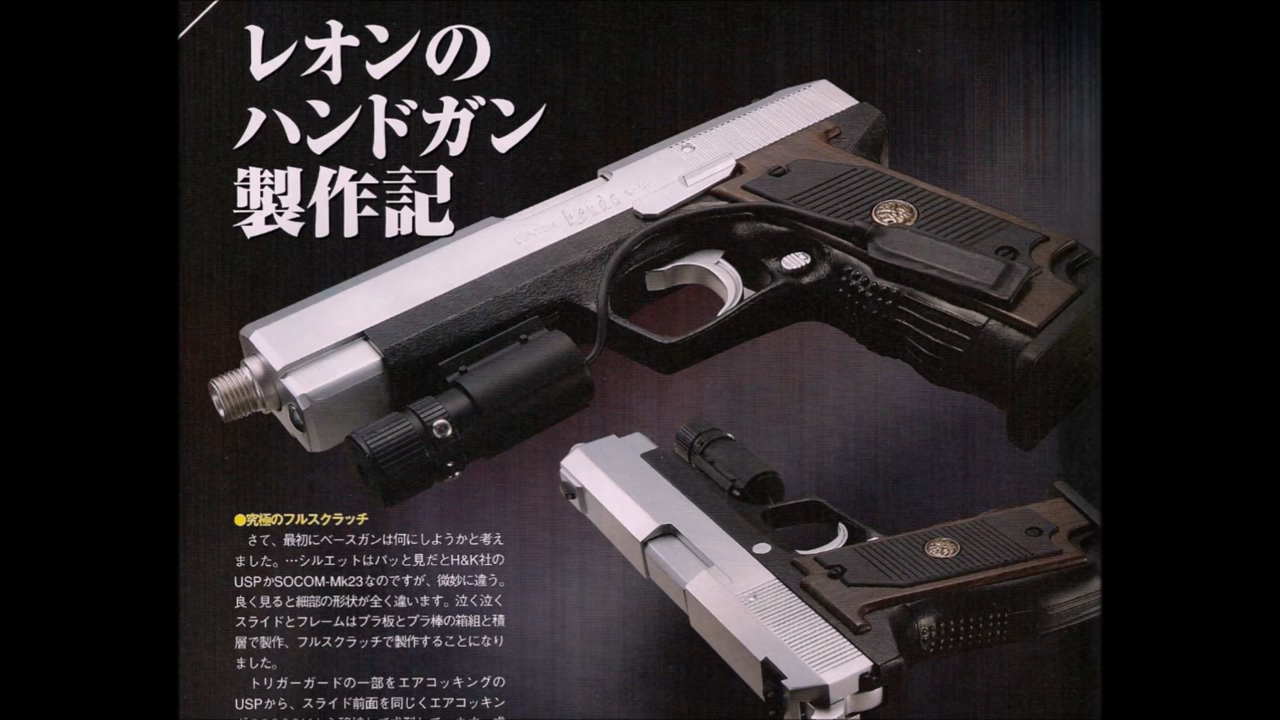 レオンの
ハンドガン
製作記
●究極のフルスクラッチ
さて、最初にベースガンは何にしようかと考え
ました。…シルエットはパッと見だとH&K社の
USPかSOCOM-Mk23なのですが、微妙に違う。
良く見ると細部の形状が全く違います。泣く泣く
スライドとフレームはプラ板とプラ棒の箱組と積
層で製作、フルスクラッチで製作することになり
ました。
トリガーガードの一部をエアコッキングの
USPから、スライド前面を同じくエアコッキン